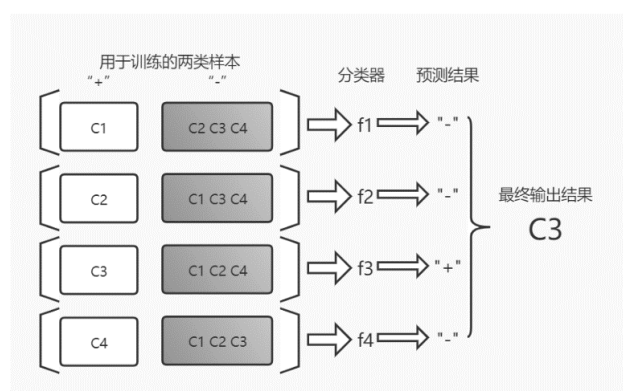 用于训练的两类样本 分类器 预测结果
“+” “-”
C1 C2 C3 C4 f1 "-"
C2 C1 C3 C4 f2 "-"
最终输出结果
C3
C3 C1 C2 C4 f3 "+"
C4 C1 C2 C3 f4 "-"